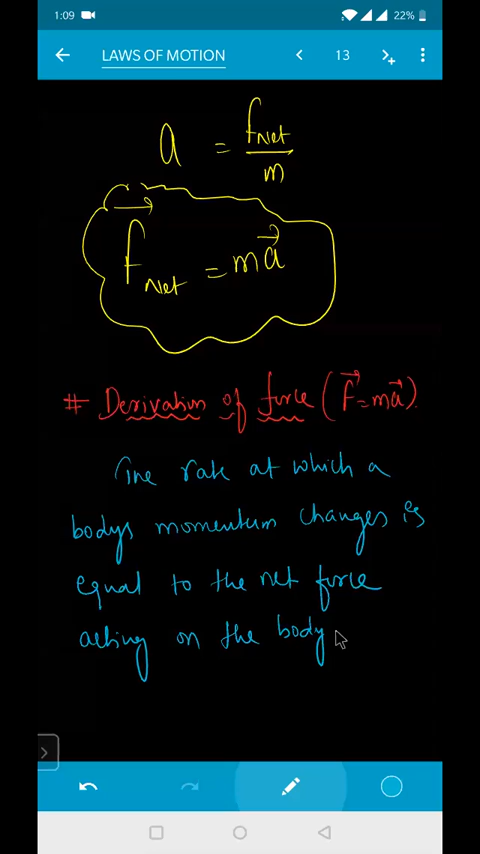 1:09 22%
LAWS OF MOTION 13
a = FNet/m
F⃗Net = ma⃗
# Derivation of force (F⃗=ma⃗).
The rate at which a
bodys momentum changes is
equal to the net force
acting on the body